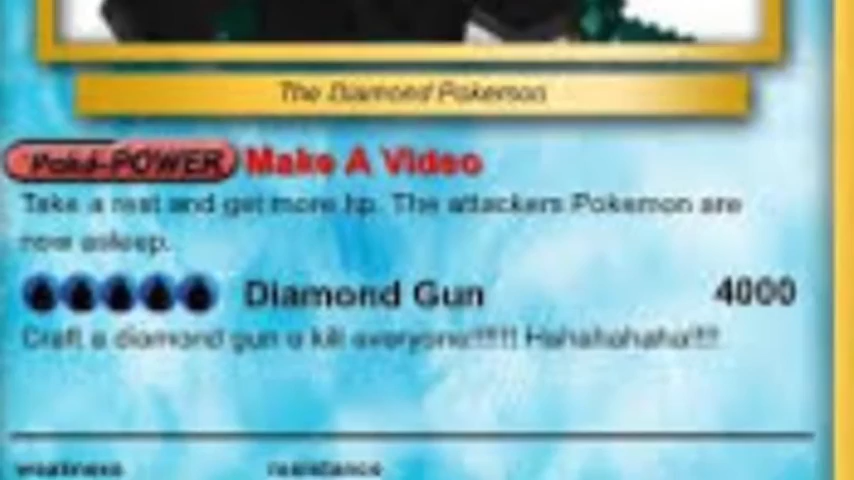 The Diamond Pokemon
Poké-POWER Make A Video
Take a rest and get more hp. The attackers Pokemon are
now asleep.
Diamond Gun 4000
Craft a diamond gun a kill everyone!!!!!! Hahahahaha!!!!!
weakness resistance